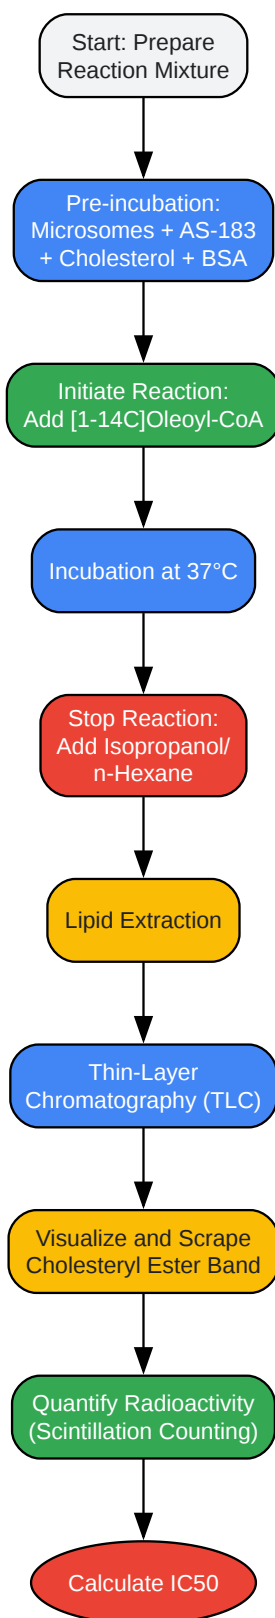 Start: Prepare
Reaction Mixture
Pre-incubation:
Microsomes + AS-183
+ Cholesterol + BSA
Initiate Reaction:
Add [1-14C]Oleoyl-CoA
Incubation at 37°C
Stop Reaction:
Add Isopropanol/
n-Hexane
Lipid Extraction
Thin-Layer
Chromatography (TLC)
Visualize and Scrape
Cholesteryl Ester Band
Quantify Radioactivity
(Scintillation Counting)
Calculate IC50